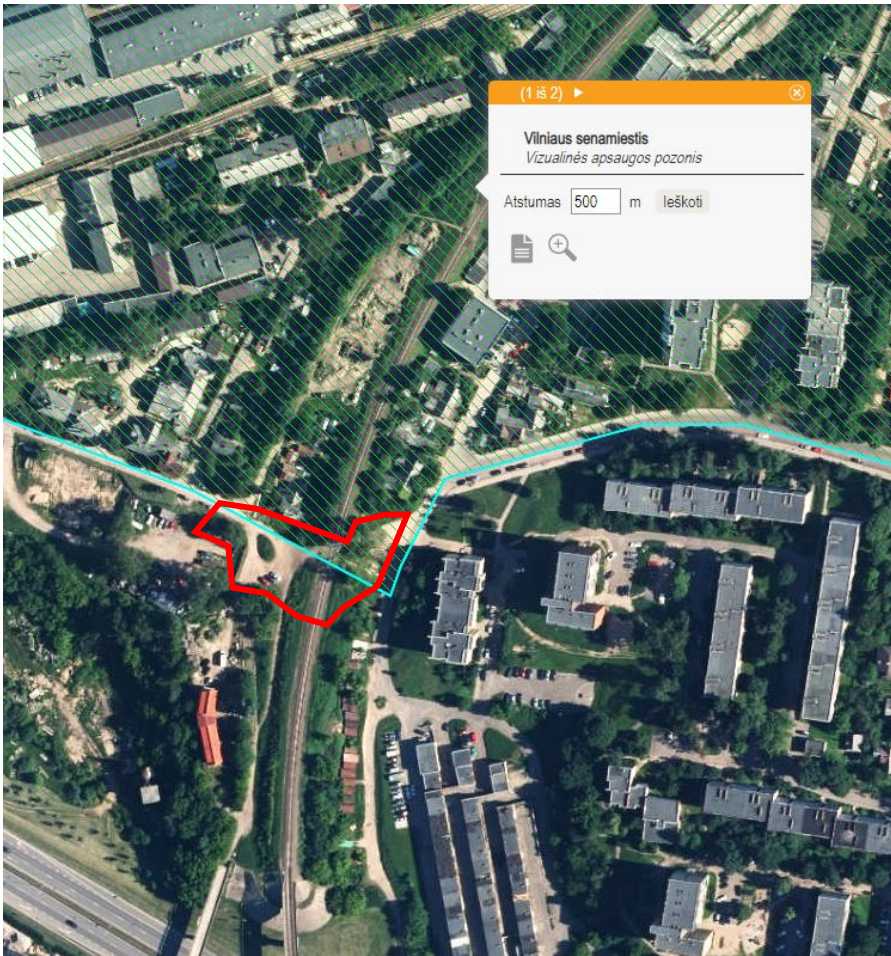 (1 iš 2)
Vilniaus senamiestis
Vizualinės apsaugos pozonis
Atstumas 500 m Ieškoti